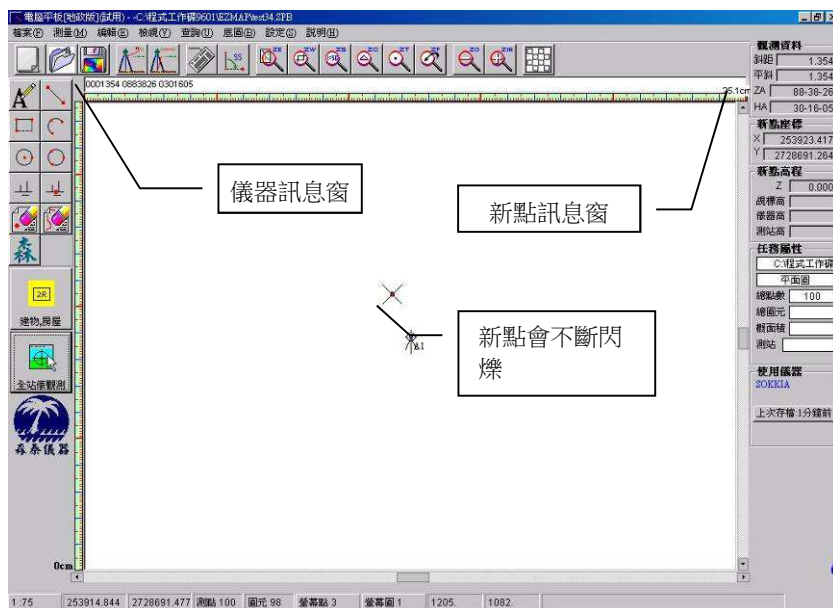 電腦平板[地政版](試用) - -C:\程式工作碟9601\EZMAP\test34.SPB
檔案(F) 測量(M) 編輯(E) 檢視(V) 查詢(U) 底圖(B) 設定(S) 說明(H)
0001354 0883826 0301605
25.1cm
儀器訊息窗
新點訊息窗
新點會不斷閃
爍
A1
A
SS
森
2R
建物,房屋
全站儀觀測
森泰儀器
0cm
觀測資料
斜距 1.354
平斜 1.354
ZA 88-38-26
HA 30-16-05
新點座標
X 253923.417
Y 2728691.264
新點高程
Z 0.000
覘標高
儀器高
測站高
任務屬性
C:\程式工作碟
平面圖
總點數 100
總圖元
概面積
測站
使用儀器
SOKKIA
上次存檔:1分鐘前
1 :75 253914.844 2728691.477 測點 100 圖元 98 螢幕點 3 螢幕圖 1 1205. 1082.